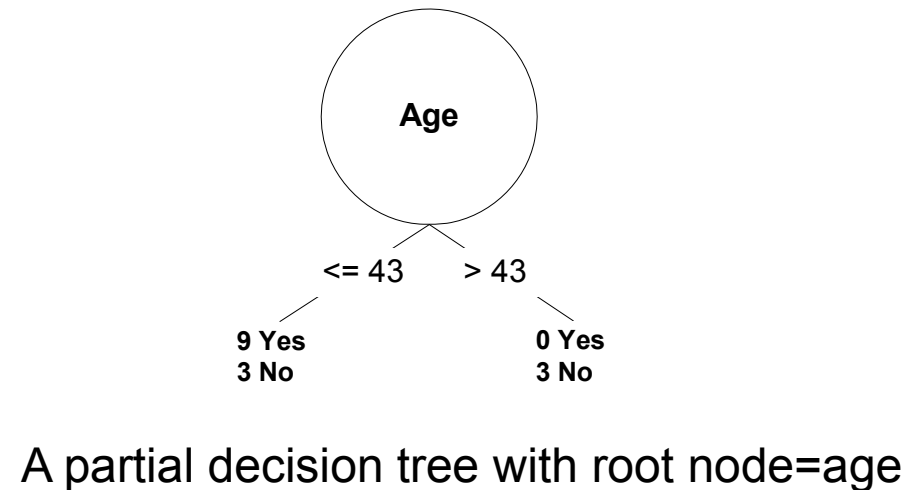 Age
<= 43
> 43
9 Yes
3 No
0 Yes
3 No
A partial decision tree with root node=age